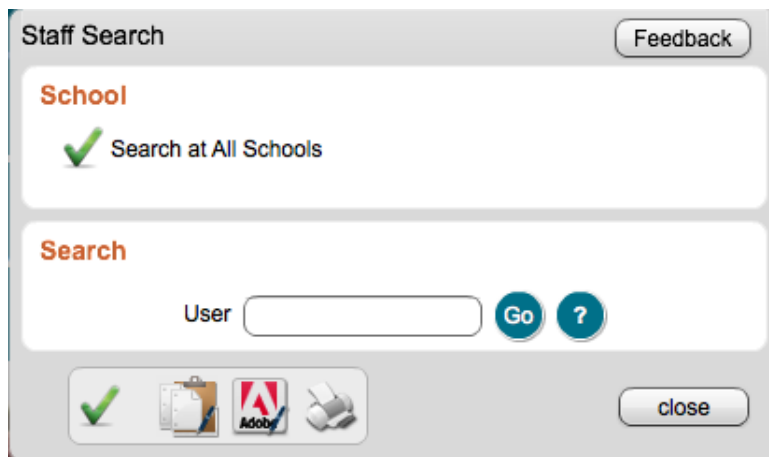 Staff Search
Feedback
School
Search at All Schools
Search
User
Go
?
Adobe
close